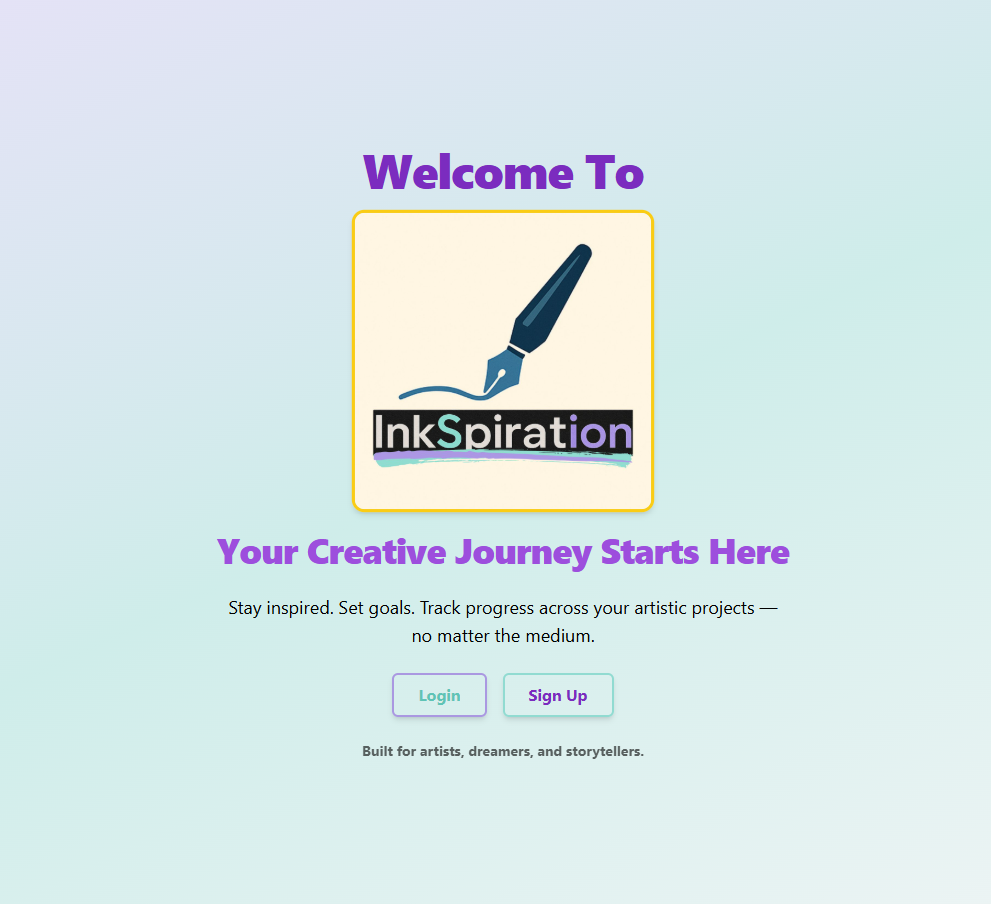 Welcome To
InkSpiration
Your Creative Journey Starts Here
Stay inspired. Set goals. Track progress across your artistic projects —
no matter the medium.
Login
Sign Up
Built for artists, dreamers, and storytellers.